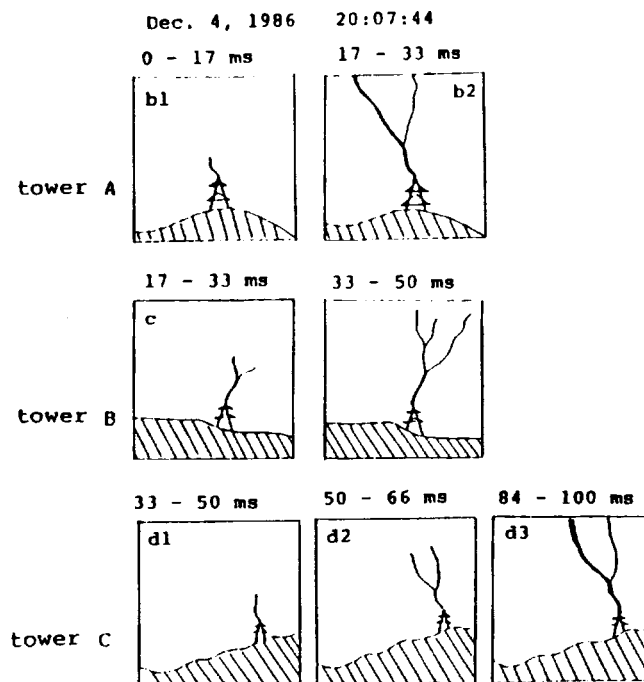 Dec. 4, 1986 20:07:44
0 - 17 ms 17 - 33 ms
b1 b2
tower A
17 - 33 ms 33 - 50 ms
c
tower B
33 - 50 ms 50 - 66 ms 84 - 100 ms
d1 d2 d3
tower C